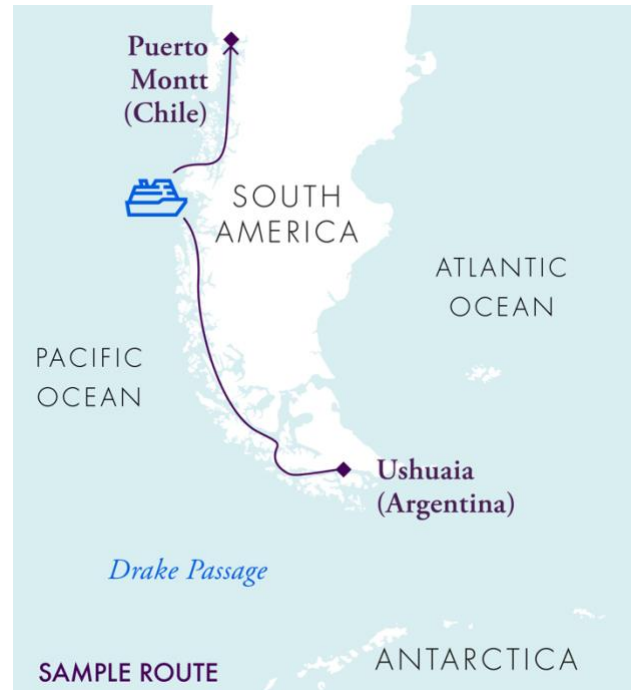 Puerto
Montt
(Chile)
SOUTH
AMERICA
ATLANTIC
OCEAN
PACIFIC
OCEAN
Ushuaia
(Argentina)
Drake Passage
ANTARCTICA
SAMPLE ROUTE